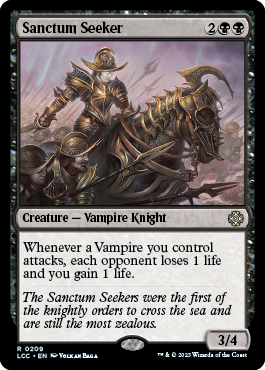 Sanctum Seeker 2
Creature — Vampire Knight
Whenever a Vampire you control
attacks, each opponent loses 1 life
and you gain 1 life.
The Sanctum Seekers were the first of
the knightly orders to cross the sea and
are still the most zealous.
3/4
R 0209
LCC • EN Volkan Baga
™ & © 2023 Wizards of the Coast